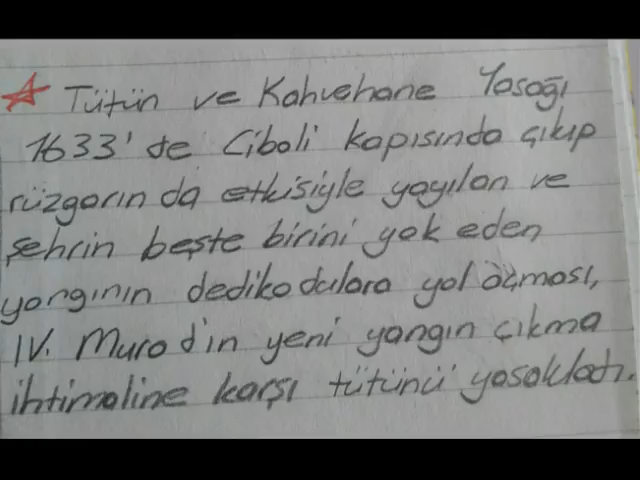 Tütün ve Kahvehane Yasağı
1633'de Cibali kapısında çıkıp
rüzgarın da etkisiyle yayılan ve
şehrin beşte birini yok eden
yangının dedikodulara yol açması,
IV. Murad'ın yeni yangın çıkma
ihtimaline karşı tütünü yasakladı.